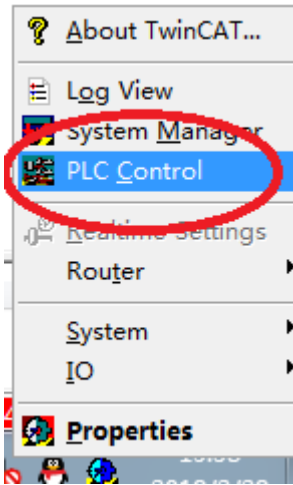 About TwinCAT...
Log View
System Manager
PLC Control
Realtime Settings
Router
System
IO
Properties